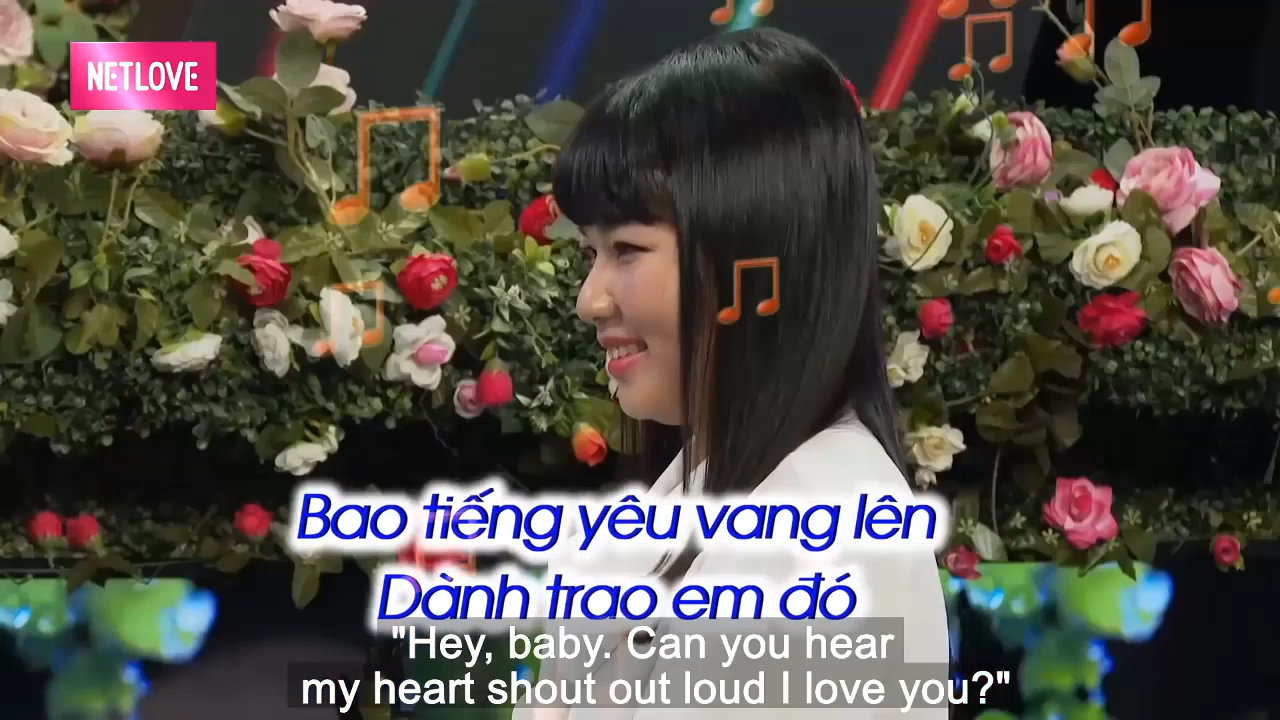 NETLOVE
Bao tiếng yêu vang lên
Dành trao em đó
"Hey, baby. Can you hear
my heart shout out loud I love you?"